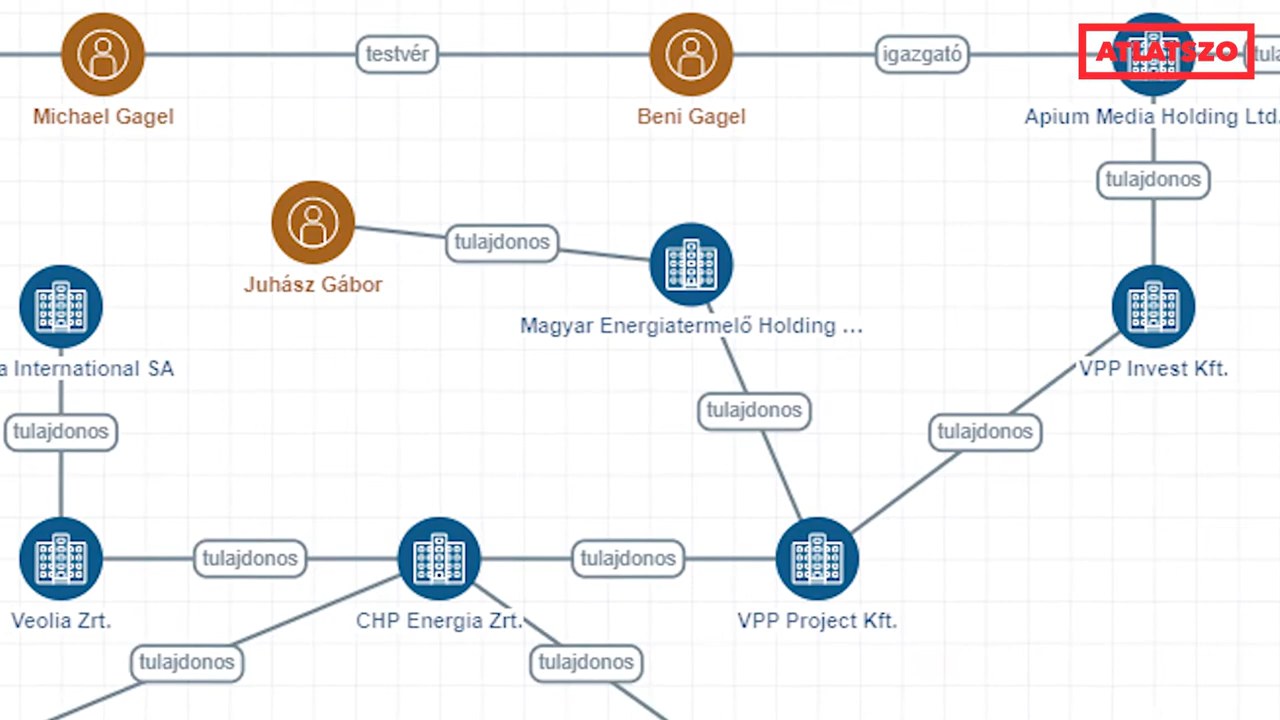 testvér
igazgató
ATLATSZO
Michael Gagel
Beni Gagel
Apium Media Holding Ltd.
tulajdonos
tulajdonos
Juhász Gábor
Magyar Energiatermelő Holding ...
International SA
VPP Invest Kft.
tulajdonos
tulajdonos
tulajdonos
tulajdonos
tulajdonos
Veolia Zrt.
CHP Energia Zrt.
VPP Project Kft.
tulajdonos
tulajdonos